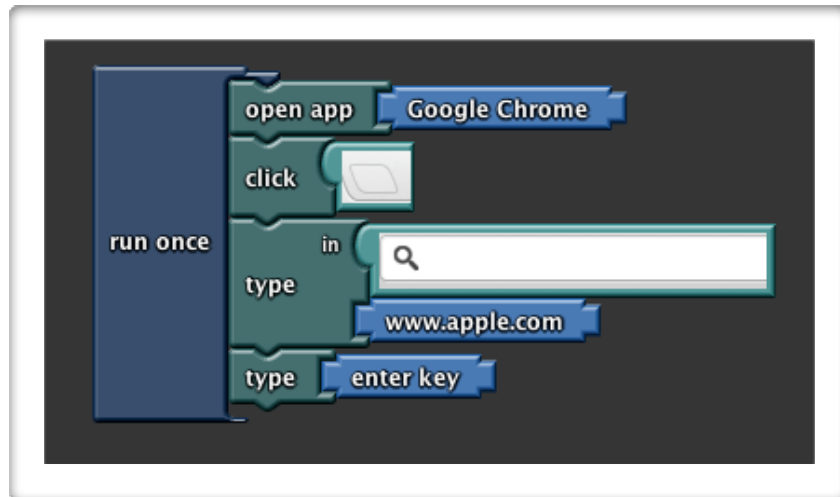 open app Google Chrome
click
run once
in
type
www.apple.com
type enter key